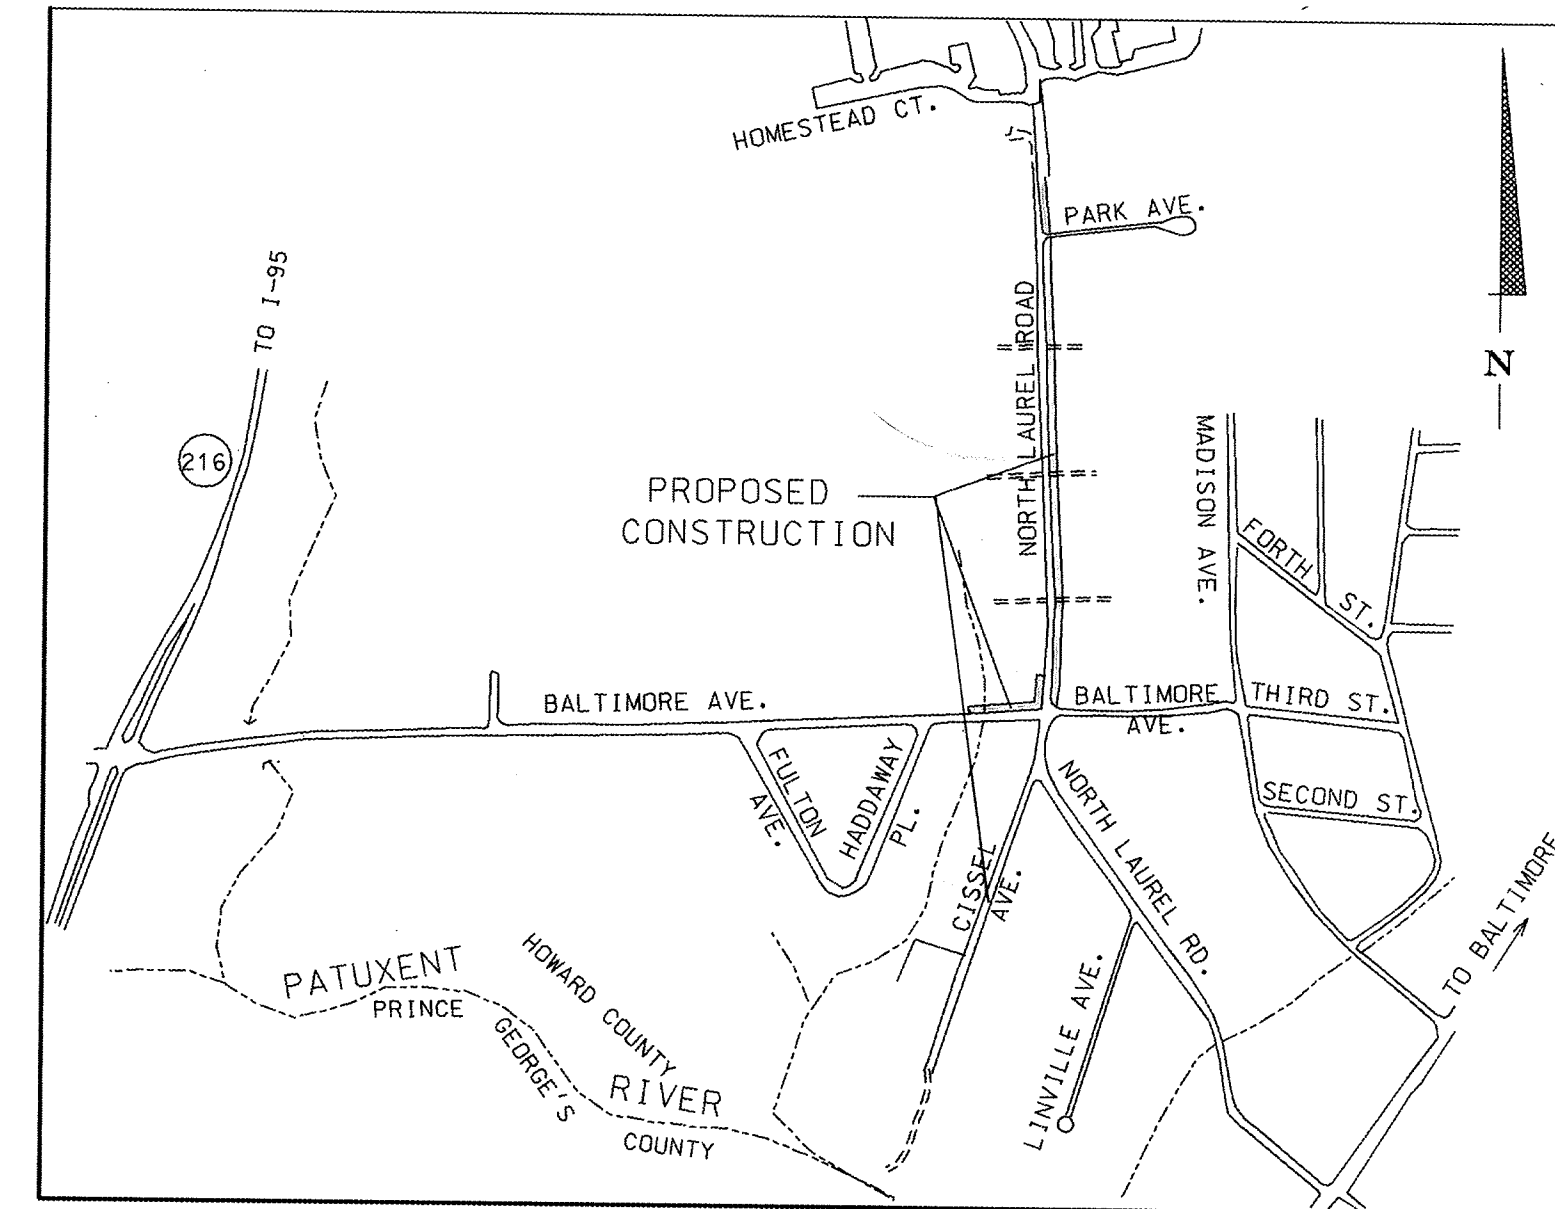 HOMESTEAD CT.
PARK AVE.
TO I-95
NORTH LAUREL ROAD
N
216
MADISON AVE.
PROPOSED
CONSTRUCTION
FORTH ST.
BALTIMORE AVE.
BALTIMORE
AVE.
THIRD ST.
FULTON
AVE.
HADDAWAY
PL.
SECOND ST.
NORTH LAUREL RD.
CISSEL
AVE.
TO BALTIMORE
PATUXENT
RIVER
HOWARD COUNTY
PRINCE
GEORGE'S
COUNTY
LINVILLE AVE.